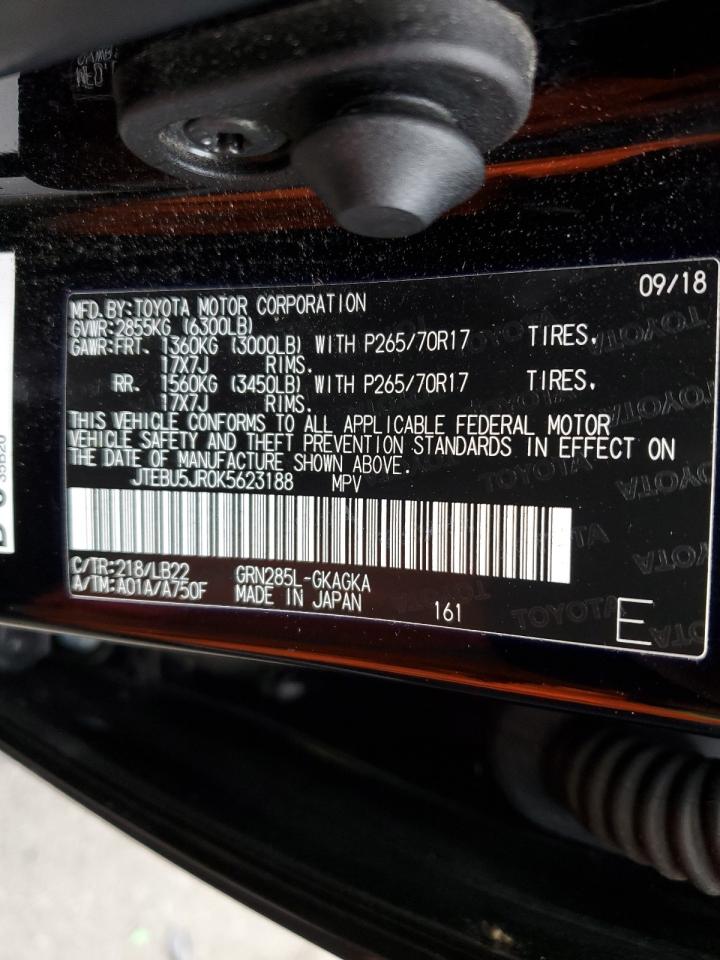 09/18
MFD.BY:TOYOTA MOTOR CORPORATION
GVWR:2855KG (6300LB)
GAWR:FRT. 1360KG (3000LB) WITH P265/70R17 TIRES,
17X7J RIMS.
RR. 1560KG (3450LB) WITH P265/70R17 TIRES,
17X7J RIMS.
THIS VEHICLE CONFORMS TO ALL APPLICABLE FEDERAL MOTOR
VEHICLE SAFETY AND THEFT PREVENTION STANDARDS IN EFFECT ON
THE DATE OF MANUFACTURE SHOWN ABOVE.
JTEBU5JR0K5623188 MPV
C/TR:218/LB22 GRN285L-GKAGKA
A/TM:A01A/A750F MADE IN JAPAN 161
E
TOYOTA